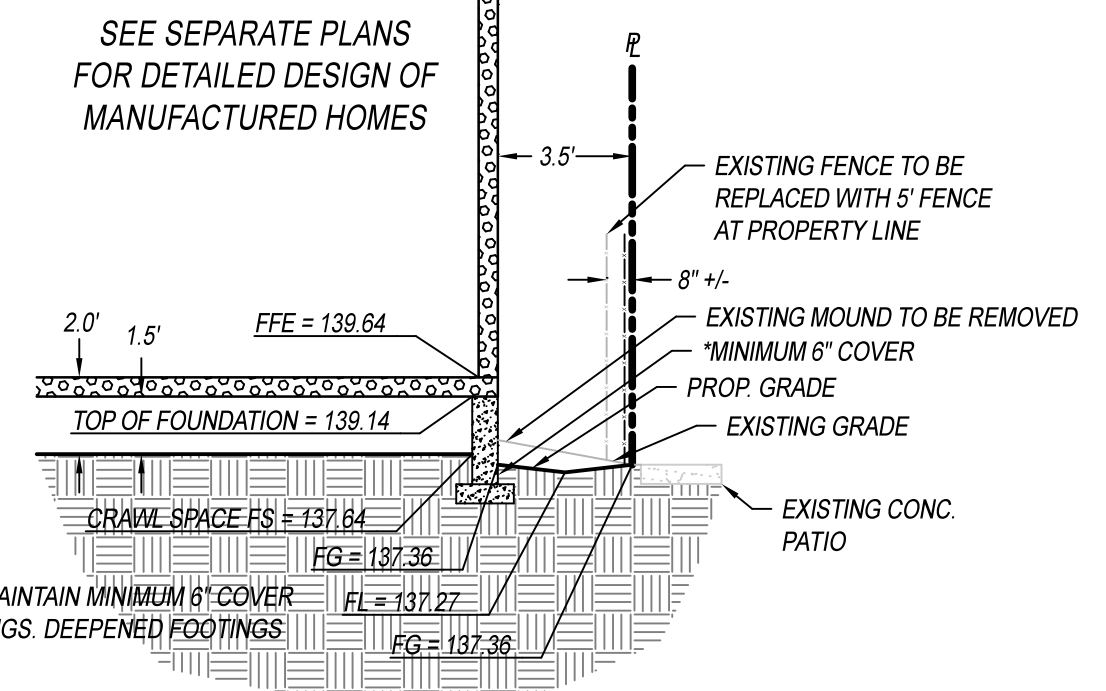 SEE SEPARATE PLANS
FOR DETAILED DESIGN OF
MANUFACTURED HOMES
PL
3.5'
EXISTING FENCE TO BE
REPLACED WITH 5' FENCE
AT PROPERTY LINE
8" +/-
2.0'
1.5'
FFE = 139.64
EXISTING MOUND TO BE REMOVED
*MINIMUM 6" COVER
PROP. GRADE
TOP OF FOUNDATION = 139.14
EXISTING GRADE
CRAWL SPACE FS = 137.64
EXISTING CONC.
PATIO
FG = 137.36
AINTAIN MINIMUM 6" COVER
FL = 137.27
GS. DEEPENED FOOTINGS
FG = 137.36